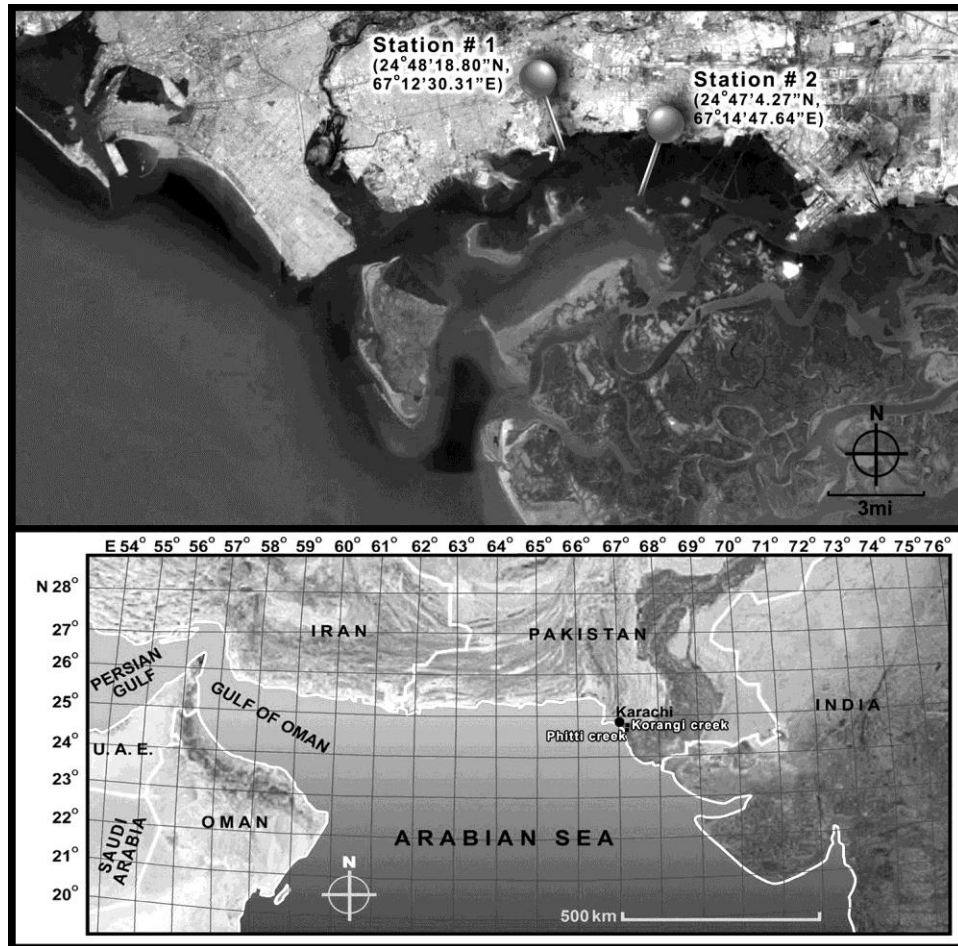 Station # 1
(24°48'18.80”N,
67°12'30.31”E)
Station # 2
(24°47'4.27”N,
67°14'47.64”E)
N
3mi
E 54° 55° 56° 57° 58° 59° 60° 61° 62° 63° 64° 65° 66° 67° 68° 69° 70° 71° 72° 73° 74° 75° 76°
N 28°
27°
26°
25°
24°
23°
22°
21°
20°
IRAN
PAKISTAN
PERSIAN
GULF
GULF OF OMAN
INDIA
Karachi
Korangi creek
Phitti creek
U. A. E.
SAUDI
ARABIA
OMAN
ARABIAN SEA
N
500 km